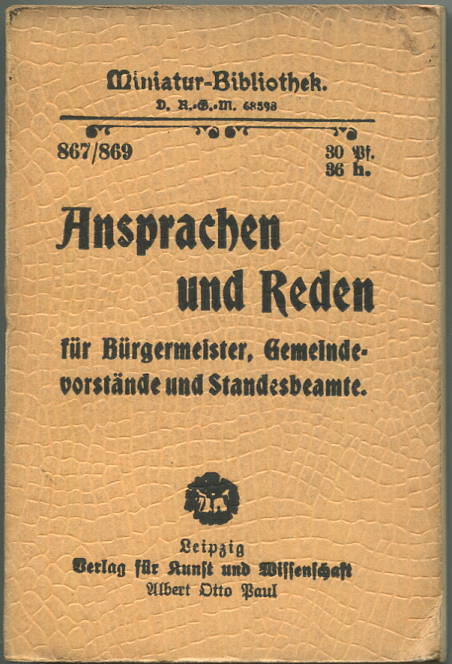 Miniatur-Bibliothek.
D. R.-G.-M. 68598
867/869
30 Pf.
36 h.
Ansprachen
und Reden
für Bürgermeister, Gemeinde-
vorstände und Standesbeamte.
Leipzig
Verlag für Kunst und Wissenschaft
Albert Otto Paul